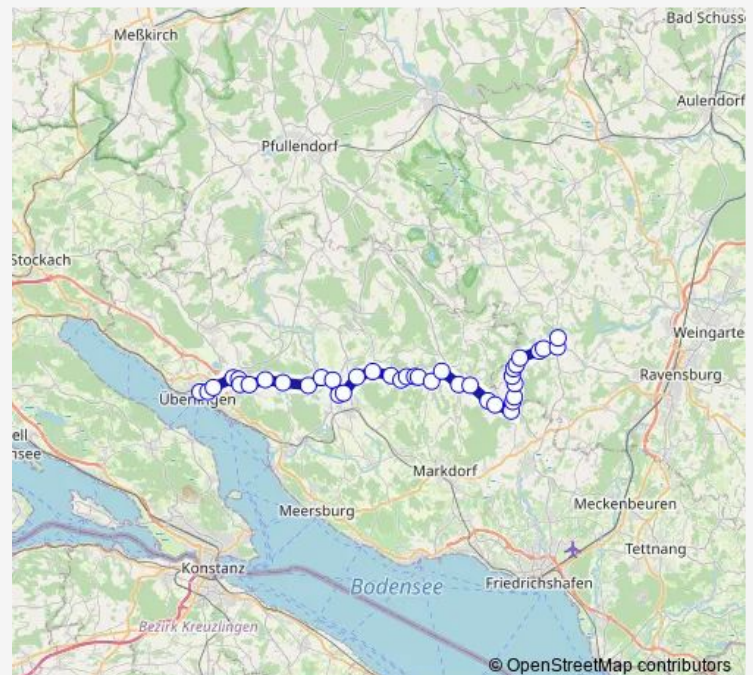 Meßkirch
Bad Schusse
Aulendorf
Pfullendorf
Stockach
Weingarte
Ravensburg
Überlingen
ell
nsee
Markdorf
Meersburg
Meckenbeuren
Tettnang
Konstanz
Bodensee
Friedrichshafen
Bezirk Kreuzlingen
© OpenStreetMap contributors